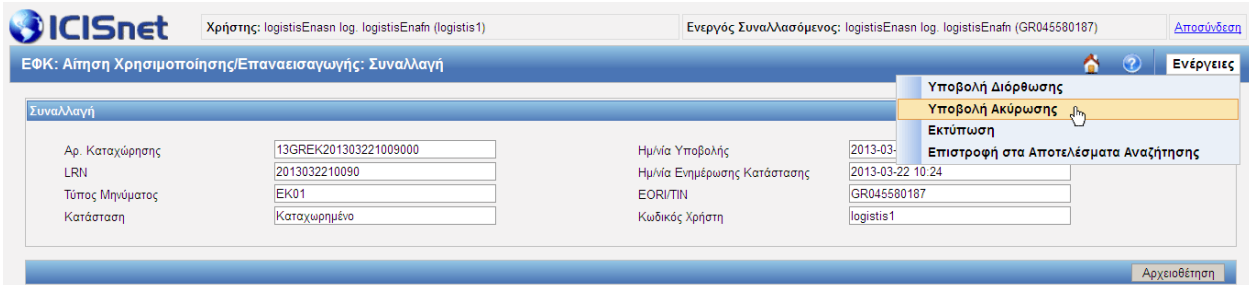 ICISnet Χρήστης: logistisEnasn log. logistisEnafn (logistis1) Ενεργός Συναλλασόμενος: logistisEnasn log. logistisEnafn (GR045580187) Αποσύνδεση
ΕΦΚ: Αίτηση Χρησιμοποίησης/Επαναεισαγωγής: Συναλλαγή Ενέργειες
Υποβολή Διόρθωσης
Συναλλαγή Υποβολή Ακύρωσης
Εκτύπωση
Αρ. Καταχώρησης 13GREK201303221009000 Ημ/νία Υποβολής 2013-03- Επιστροφή στα Αποτελέσματα Αναζήτησης
LRN 2013032210090 Ημ/νία Ενημέρωσης Κατάστασης 2013-03-22 10:24
Τύπος Μηνύματος EK01 EORI/TIN GR045580187
Κατάσταση Καταχωρημένο Κωδικός Χρήστη logistis1
Αρχειοθέτηση